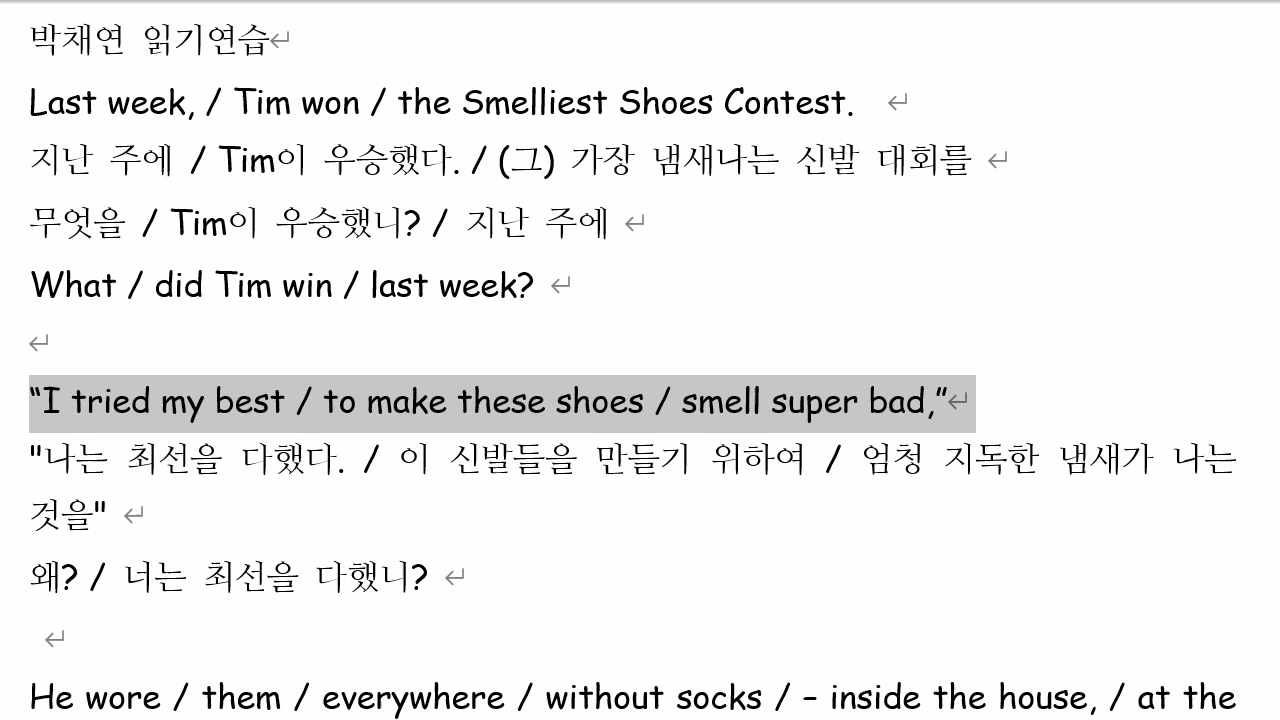 박채연 읽기연습
Last week, / Tim won / the Smelliest Shoes Contest.
지난 주에 / Tim이 우승했다. / (그) 가장 냄새나는 신발 대회를
무엇을 / Tim이 우승했니? / 지난 주에
What / did Tim win / last week?
“I tried my best / to make these shoes / smell super bad,”
"나는 최선을 다했다. / 이 신발들을 만들기 위하여 / 엄청 지독한 냄새가 나는
것을"
왜? / 너는 최선을 다했니?
He wore / them / everywhere / without socks / – inside the house, / at the